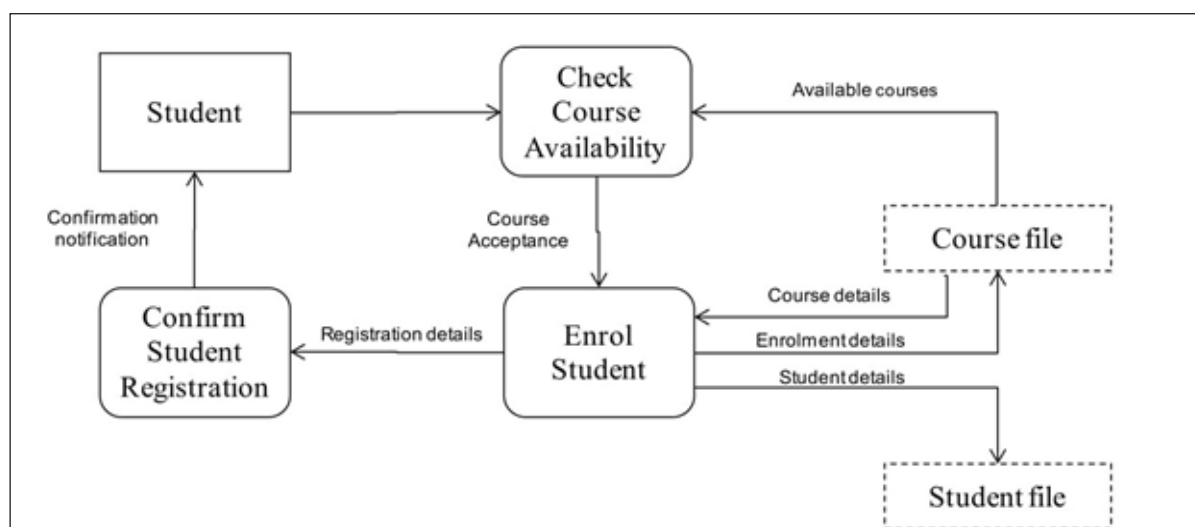 Student
Check
Course
Availability
Available courses
Confirmation
notification
Course
Acceptance
Course file
Confirm
Student
Registration
Registration details
Enrol
Student
Course details
Enrolment details
Student details
Student file